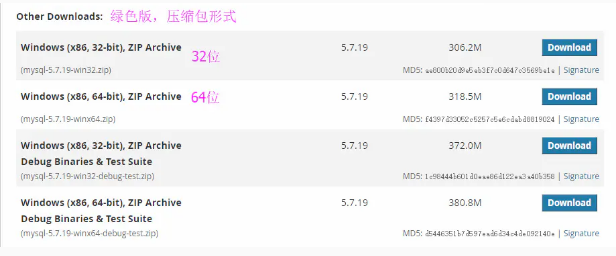 Other Downloads: 绿色版，压缩包形式
Windows (x86, 32-bit), ZIP Archive 32位 5.7.19 306.2M Download
(mysql-5.7.19-win32.zip) MD5: | Signature
Windows (x86, 64-bit), ZIP Archive 64位 5.7.19 318.5M Download
(mysql-5.7.19-winx64.zip) MD5: | Signature
Windows (x86, 32-bit), ZIP Archive 5.7.19 372.0M Download
Debug Binaries & Test Suite
(mysql-5.7.19-win32-debug-test.zip) MD5: | Signature
Windows (x86, 64-bit), ZIP Archive 5.7.19 380.8M Download
Debug Binaries & Test Suite
(mysql-5.7.19-winx64-debug-test.zip) MD5: | Signature